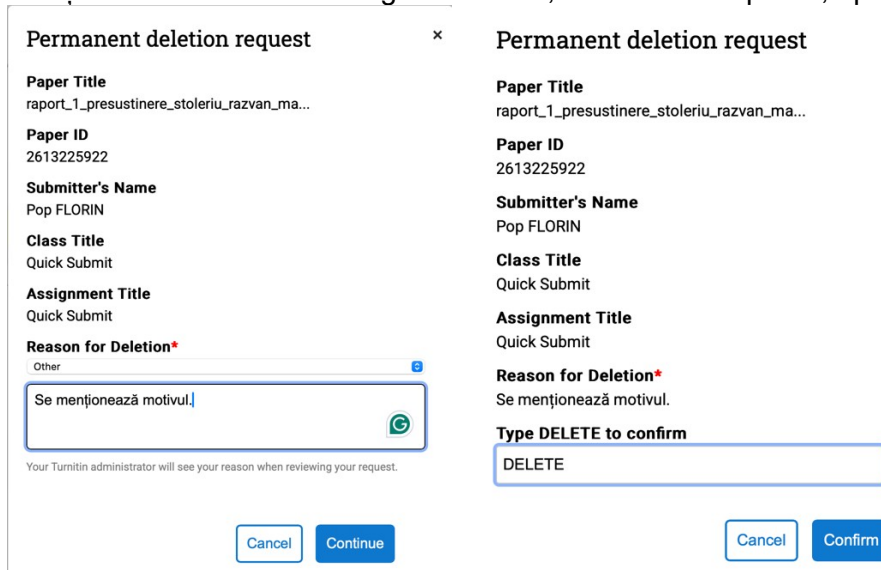 Permanent deletion request
×
Paper Title
raport_1_presustinere_stoleriu_razvan_ma...
Paper ID
2613225922
Submitter's Name
Pop FLORIN
Class Title
Quick Submit
Assignment Title
Quick Submit
Reason for Deletion*
Other
Se menționează motivul.
Your Turnitin administrator will see your reason when reviewing your request.
Cancel
Continue
Permanent deletion request
Paper Title
raport_1_presustinere_stoleriu_razvan_ma...
Paper ID
2613225922
Submitter's Name
Pop FLORIN
Class Title
Quick Submit
Assignment Title
Quick Submit
Reason for Deletion*
Se menționează motivul.
Type DELETE to confirm
DELETE
Cancel
Confirm